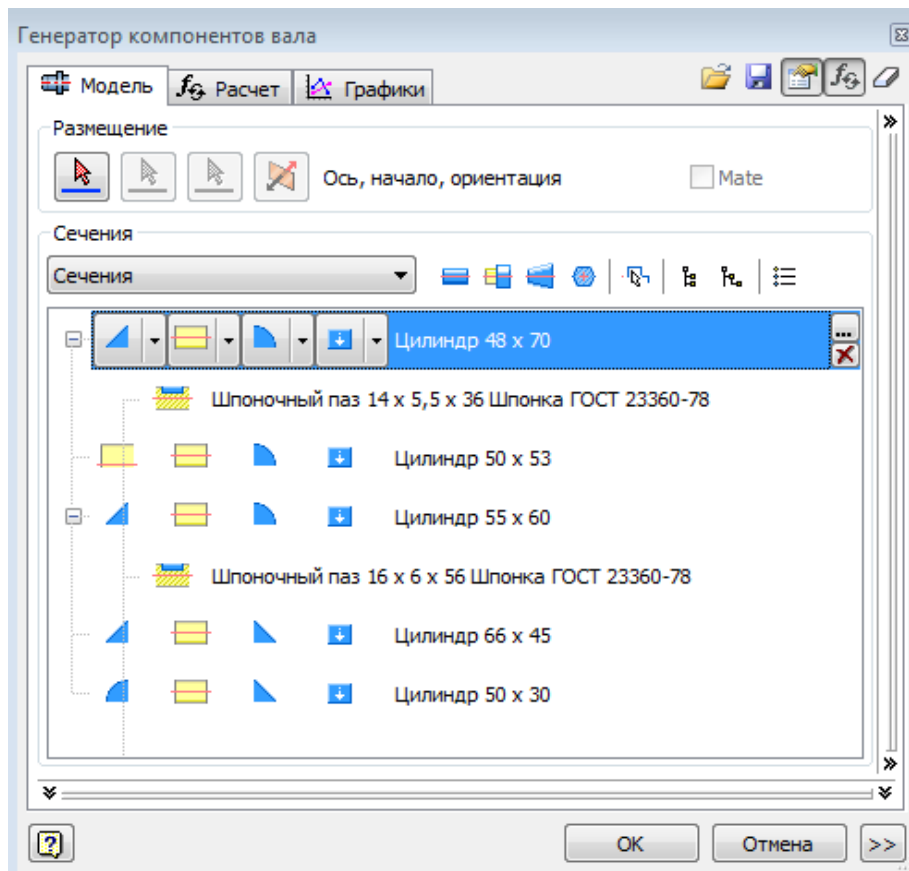 Генератор компонентов вала
Модель
Расчет
Графики
Размещение
Ось, начало, ориентация
Mate
Сечения
Сечения
Цилиндр 48 x 70
...
Шпоночный паз 14 x 5,5 x 36 Шпонка ГОСТ 23360-78
Цилиндр 50 x 53
Цилиндр 55 x 60
Шпоночный паз 16 x 6 x 56 Шпонка ГОСТ 23360-78
Цилиндр 66 x 45
Цилиндр 50 x 30
OK
Отмена
>>